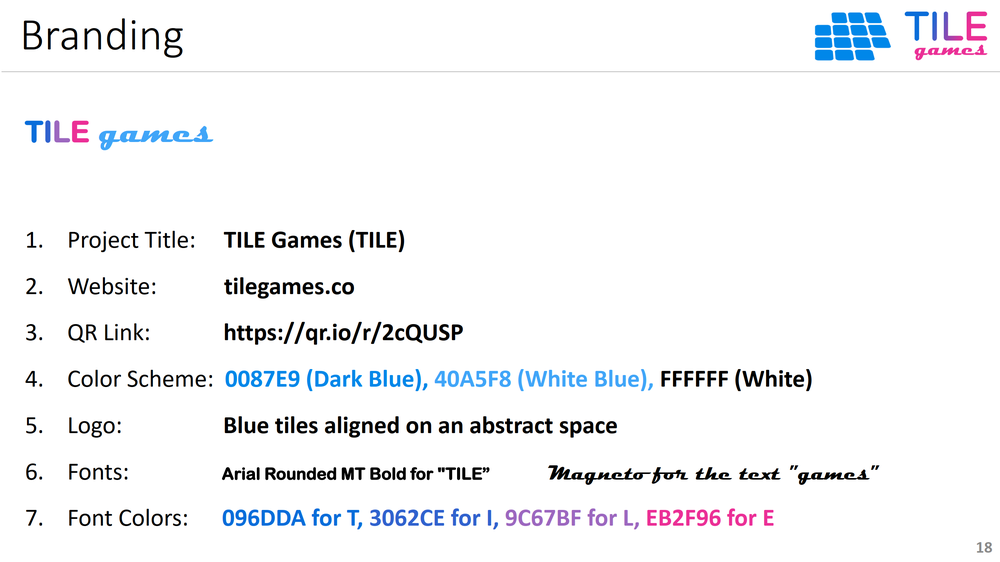 Branding
TILE
games
TILE games
1. Project Title: TILE Games (TILE)
2. Website: tilegames.co
3. QR Link: https://qr.io/r/2cQUSP
4. Color Scheme: 0087E9 (Dark Blue), 40A5F8 (White Blue), FFFFFF (White)
5. Logo: Blue tiles aligned on an abstract space
6. Fonts: Arial Rounded MT Bold for "TILE” Magneto for the text "games"
7. Font Colors: 096DDA for T, 3062CE for I, 9C67BF for L, EB2F96 for E
18